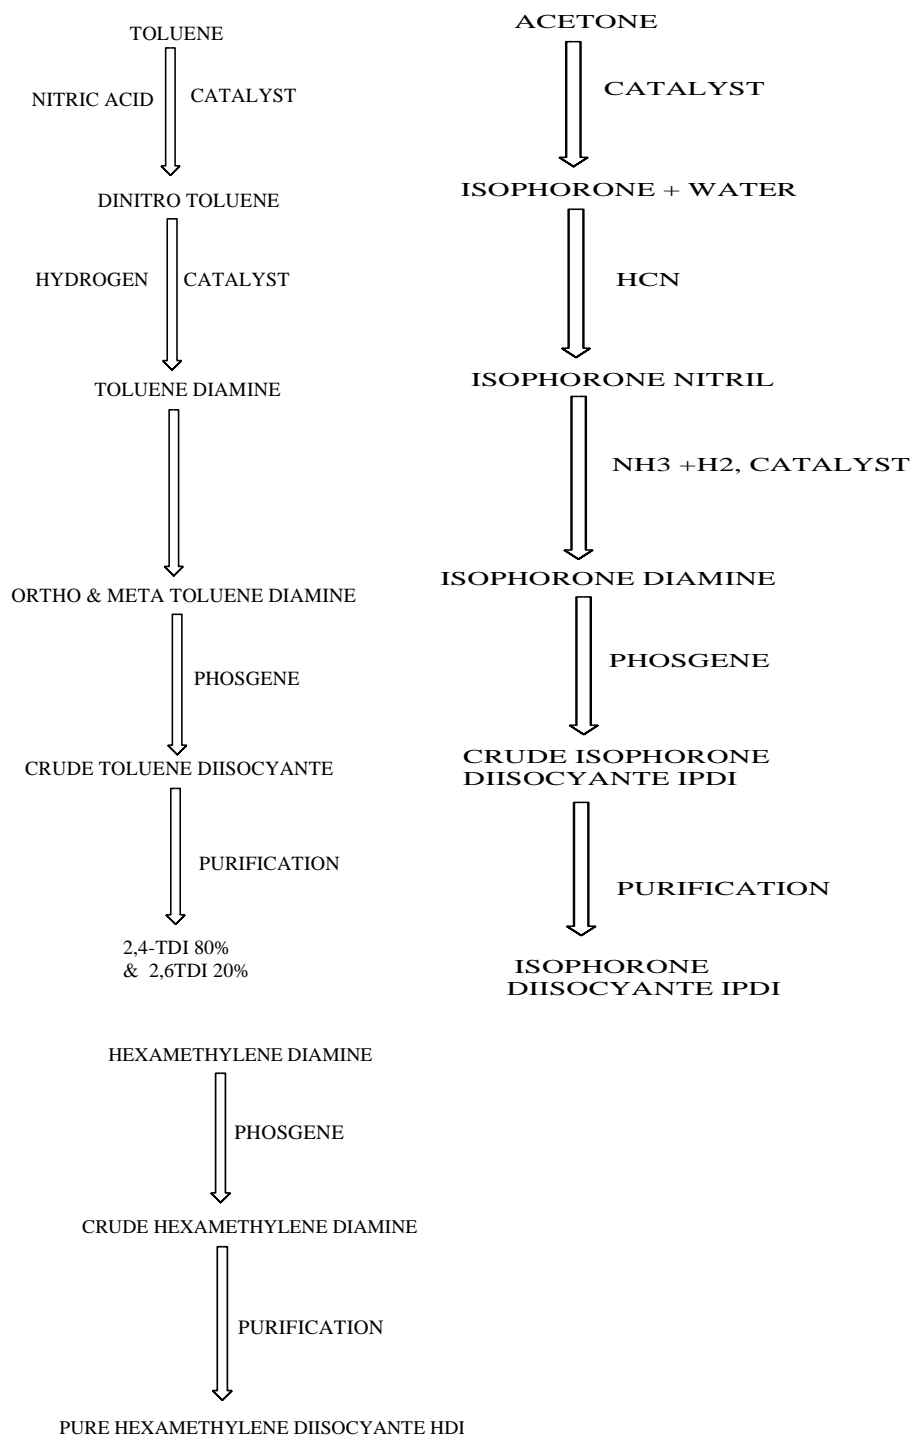 TOLUENE
NITRIC ACID
CATALYST
DINITRO TOLUENE
HYDROGEN
CATALYST
TOLUENE DIAMINE
ORTHO & META TOLUENE DIAMINE
PHOSGENE
CRUDE TOLUENE DIISOCYANTE
PURIFICATION
2,4-TDI 80%
& 2,6TDI 20%
ACETONE
CATALYST
ISOPHORONE + WATER
HCN
ISOPHORONE NITRIL
NH3 +H2, CATALYST
ISOPHORONE DIAMINE
PHOSGENE
CRUDE ISOPHORONE
DIISOCYANTE IPDI
PURIFICATION
ISOPHORONE
DIISOCYANTE IPDI
HEXAMETHYLENE DIAMINE
PHOSGENE
CRUDE HEXAMETHYLENE DIAMINE
PURIFICATION
PURE HEXAMETHYLENE DIISOCYANTE HDI